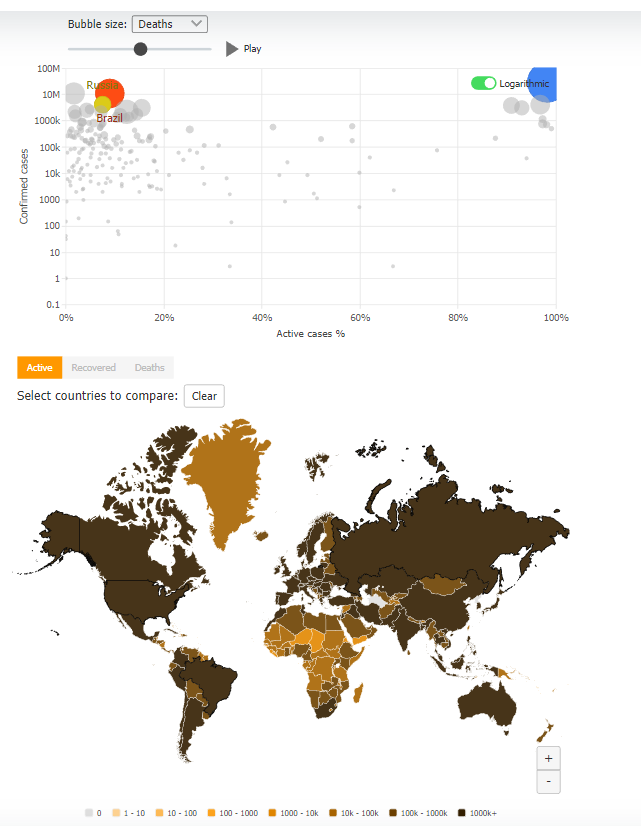 Bubble size: Deaths
Play
100M
10M
1000k
100k
10k
1000
100
10
1
0.1
Confirmed cases
Russia
Brazil
Logarithmic
0% 20% 40% 60% 80% 100%
Active cases %
Active Recovered Deaths
Select countries to compare: Clear
+
-
0 1 - 10 10 - 100 100 - 1000 1000 - 10k 10k - 100k 100k - 1000k 1000k+